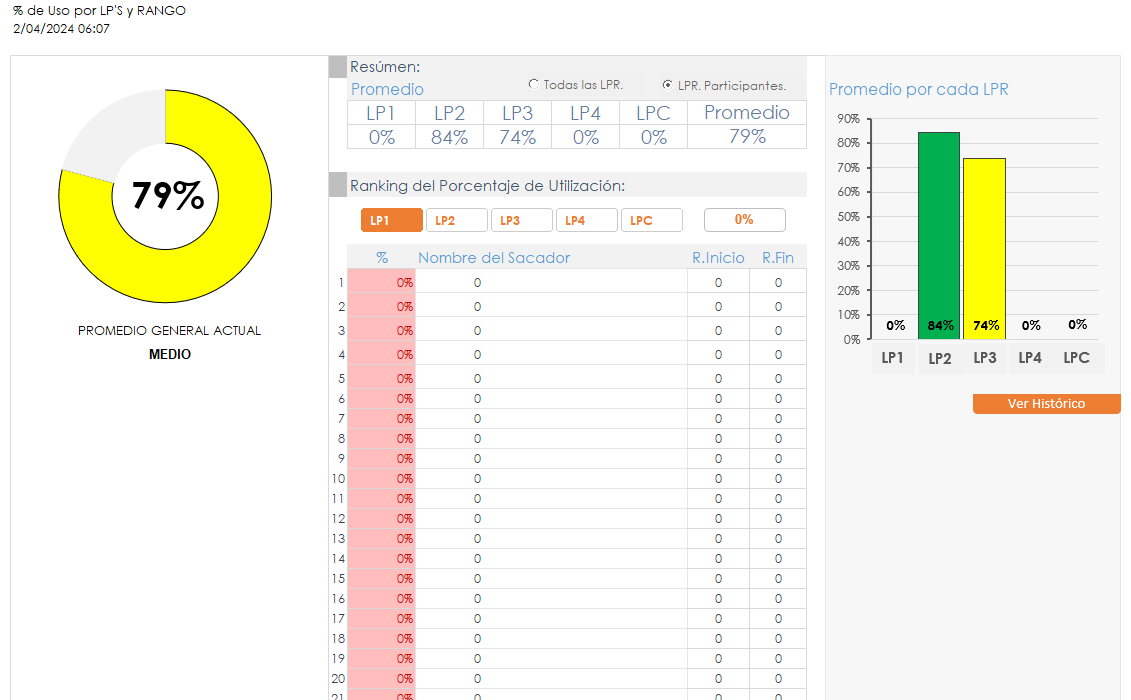 % de Uso por LP'S y RANGO
2/04/2024 06:07
79%
PROMEDIO GENERAL ACTUAL
MEDIO
Resúmen:
Promedio
Todas las LPR.
LPR. Participantes.
LP1 LP2 LP3 LP4 LPC Promedio
0% 84% 74% 0% 0% 79%
Ranking del Porcentaje de Utilización:
LP1 LP2 LP3 LP4 LPC 0%
% Nombre del Sacador R.Inicio R.Fin
1 0% 0 0 0
2 0% 0 0 0
3 0% 0 0 0
4 0% 0 0 0
5 0% 0 0 0
6 0% 0 0 0
7 0% 0 0 0
8 0% 0 0 0
9 0% 0 0 0
10 0% 0 0 0
11 0% 0 0 0
12 0% 0 0 0
13 0% 0 0 0
14 0% 0 0 0
15 0% 0 0 0
16 0% 0 0 0
17 0% 0 0 0
18 0% 0 0 0
19 0% 0 0 0
20 0% 0 0 0
21 0% 0 0 0
Promedio por cada LPR
90%
80%
70%
60%
50%
40%
30%
20%
10%
0%
0% 84% 74% 0% 0%
LP1 LP2 LP3 LP4 LPC
Ver Histórico